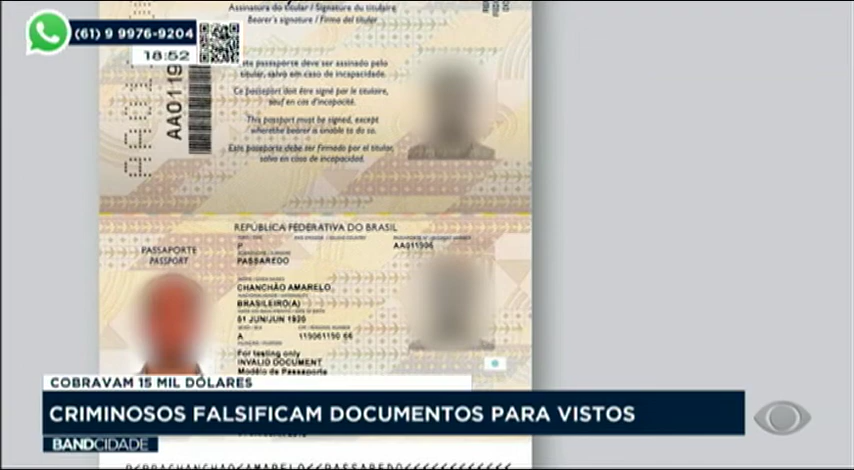 Assinatura do titular / Signature du titulaire
Bearer's signature / Firma del titular
(61) 9 9976-9204
18:52
AA0119
este passaporte deve ser assinado pelo
titular, salvo em caso de incapacidade.
Ce passeport doit être signé par le titulaire,
sauf en cas d'incapacité.
This passport must be signed, except
where the bearer is unable to do so.
Este pasaporte debe ser firmado por el titular,
salvo en caso de incapacidad.
REPÚBLICA FEDERATIVA DO BRASIL
PASSAPORTE
PASSPORT
P
PASSAREDO
CHANCHÃO AMARELO
BRASILEIRO(A)
01 JUN/JUN 1920
A
For testing only
INVALID DOCUMENT
Modelo de Passaporte
COBRAVAM 15 MIL DÓLARES
CRIMINOSOS FALSIFICAM DOCUMENTOS PARA VISTOS
BANDCIDADE